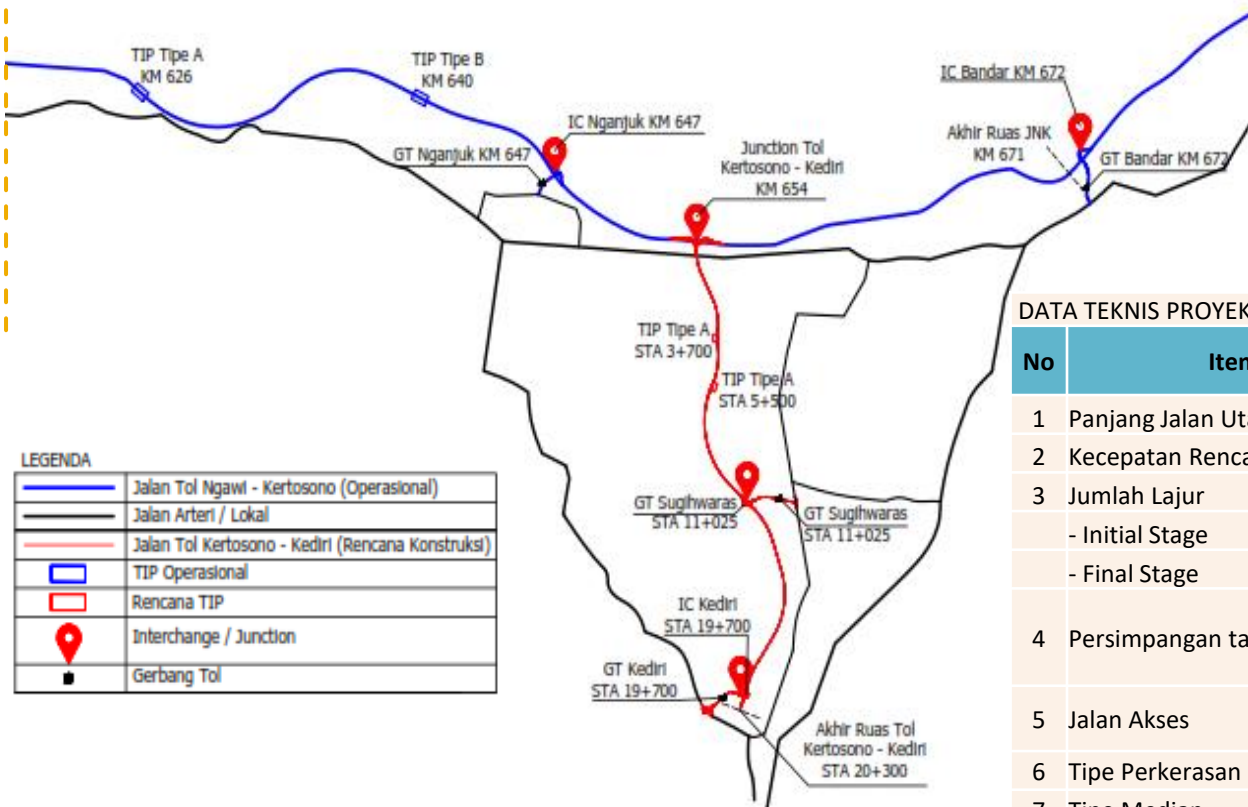 TIP Tipe A
KM 626
TIP Tipe B
KM 640
IC Nganjuk KM 647
GT Nganjuk KM 647
Junction Tol
Kertosono - Kediri
KM 654
IC Bandar KM 672
Akhir Ruas JNK
KM 671
GT Bandar KM 672
TIP Tipe A
STA 3+700
TIP Tipe A
STA 5+500
GT Sugihwaras
STA 11+025
GT Sugihwaras
STA 11+025
IC Kediri
STA 19+700
GT Kediri
STA 19+700
Akhir Ruas Tol
Kertosono - Kediri
STA 20+300
LEGENDA
Jalan Tol Ngawi - Kertosono (Operasional)
Jalan Arteri / Lokal
Jalan Tol Kertosono - Kediri (Rencana Konstruksi)
TIP Operasional
Rencana TIP
Interchange / Junction
Gerbang Tol
DATA TEKNIS PROYEK
No Iten
1 Panjang Jalan Uta
2 Kecepatan Renca
3 Jumlah Lajur
- Initial Stage
- Final Stage
4 Persimpangan ta
5 Jalan Akses
6 Tipe Perkerasan
7 Tipe Median